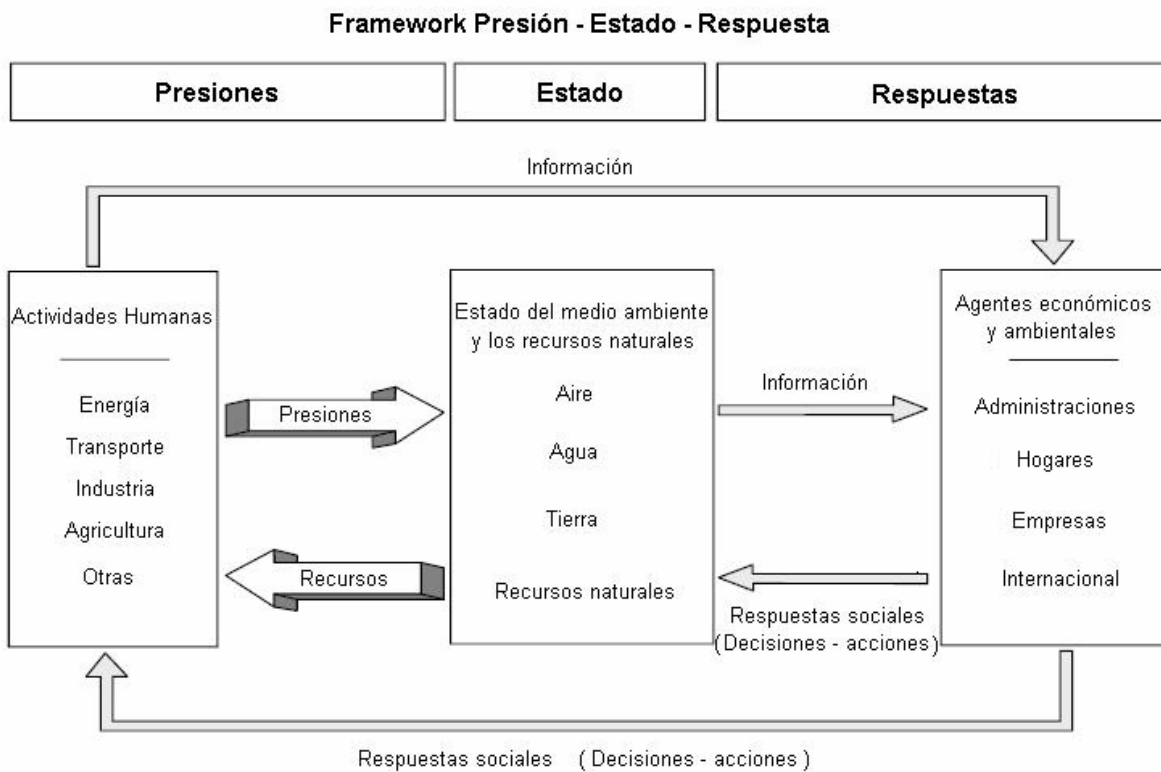 Framework Presión - Estado - Respuesta
Presiones
Estado
Respuestas
Información
Actividades Humanas
Energía
Transporte
Industria
Agricultura
Otras
Presiones
Recursos
Estado del medio ambiente
y los recursos naturales
Aire
Agua
Tierra
Recursos naturales
Información
Respuestas sociales
(Decisiones - acciones)
Agentes económicos
y ambientales
Administraciones
Hogares
Empresas
Internacional
Respuestas sociales ( Decisiones - acciones )